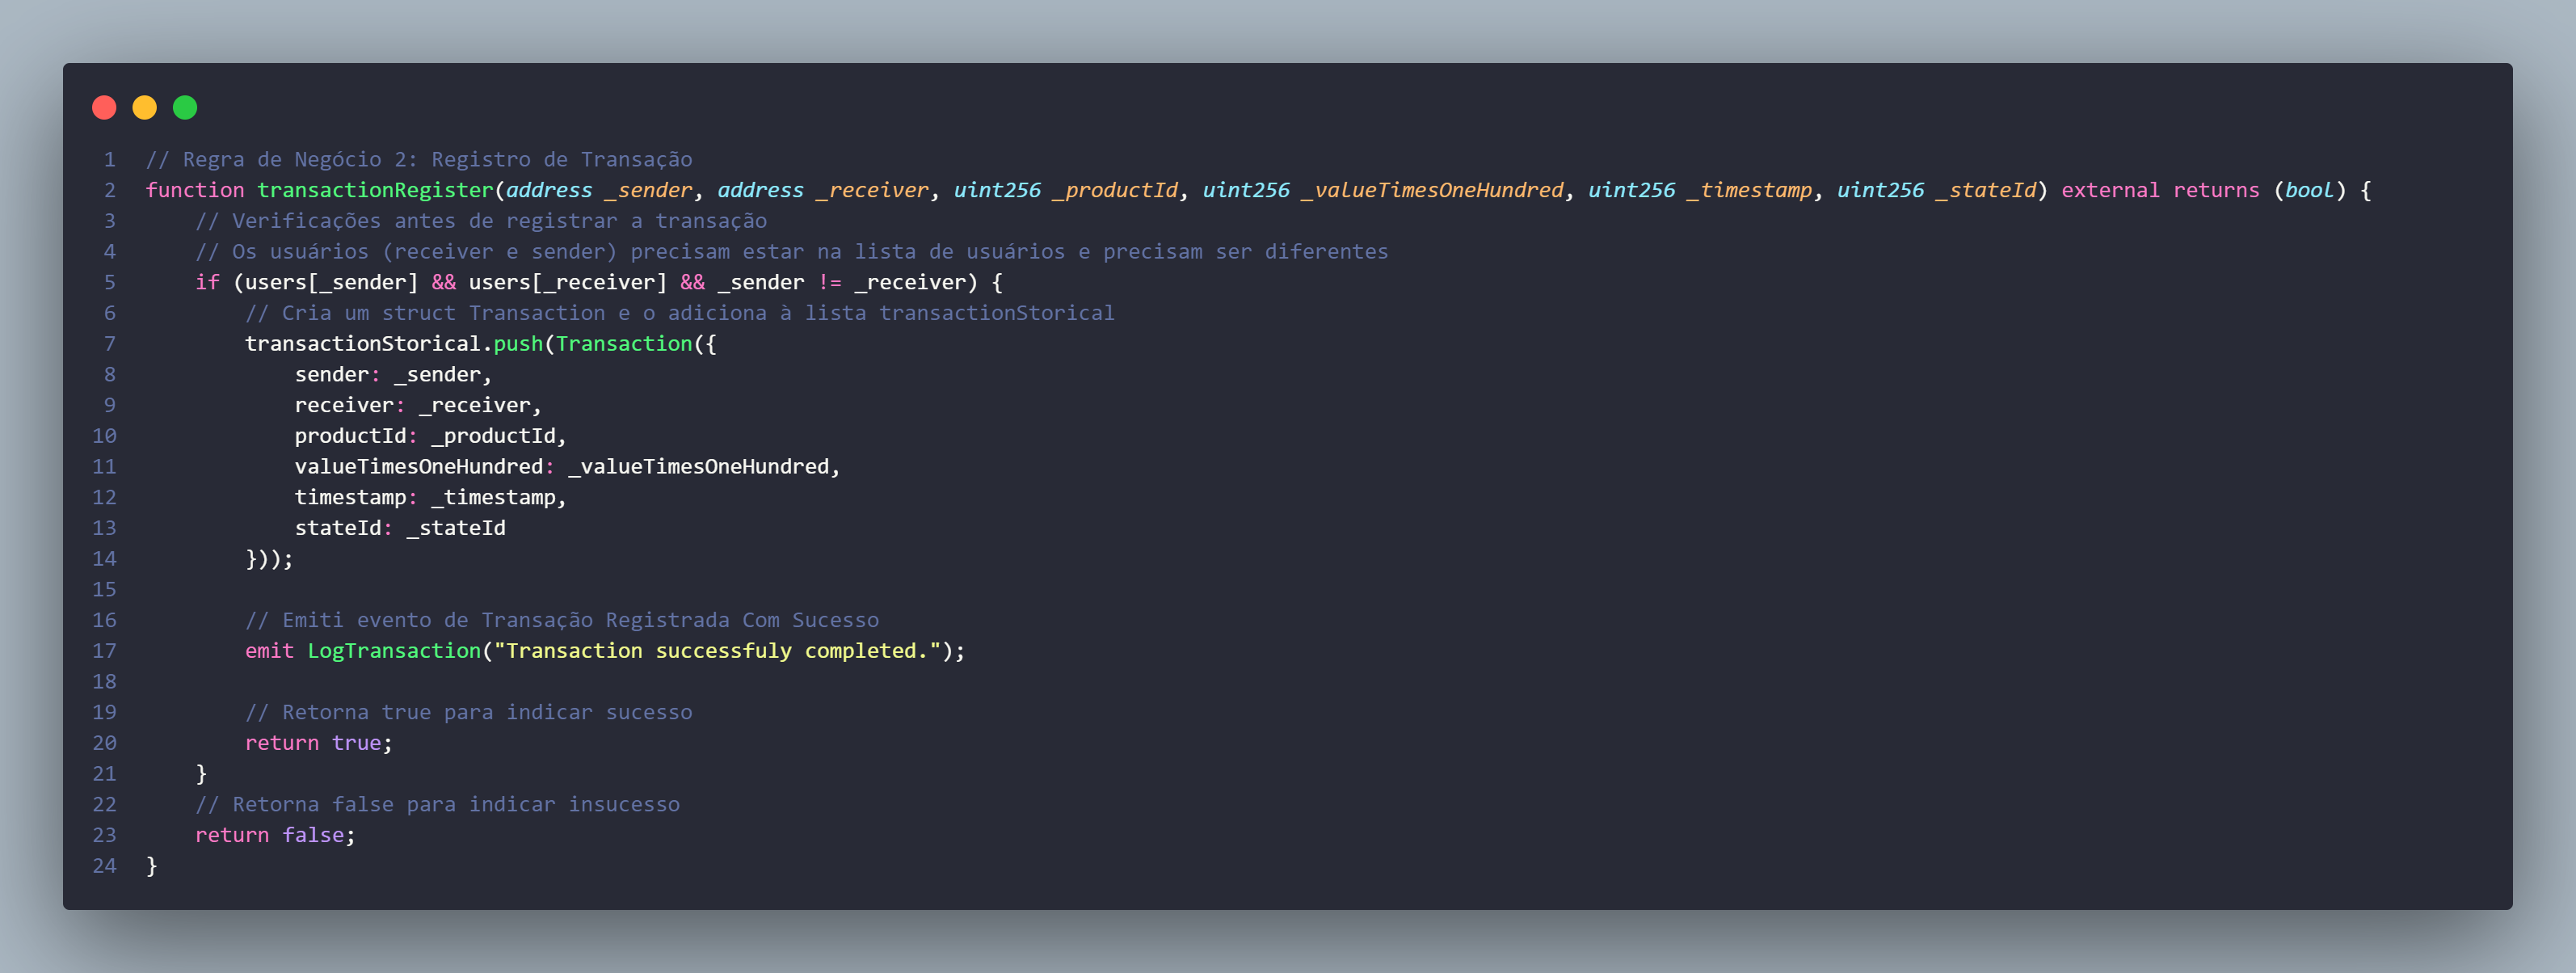 1 // Regra de Negócio 2: Registro de Transação
2 function transactionRegister(address _sender, address _receiver, uint256 _productId, uint256 _valueTimesOneHundred, uint256 _timestamp, uint256 _stateId) external returns (bool) {
3     // Verificações antes de registrar a transação
4     // Os usuários (receiver e sender) precisam estar na lista de usuários e precisam ser diferentes
5     if (users[_sender] && users[_receiver] && _sender != _receiver) {
6         // Cria um struct Transaction e o adiciona à lista transactionStorical
7         transactionStorical.push(Transaction({
8             sender: _sender,
9             receiver: _receiver,
10             productId: _productId,
11             valueTimesOneHundred: _valueTimesOneHundred,
12             timestamp: _timestamp,
13             stateId: _stateId
14         }));
15
16         // Emiti evento de Transação Registrada Com Sucesso
17         emit LogTransaction("Transaction successfuly completed.");
18
19         // Retorna true para indicar sucesso
20         return true;
21     }
22     // Retorna false para indicar insucesso
23     return false;
24 }